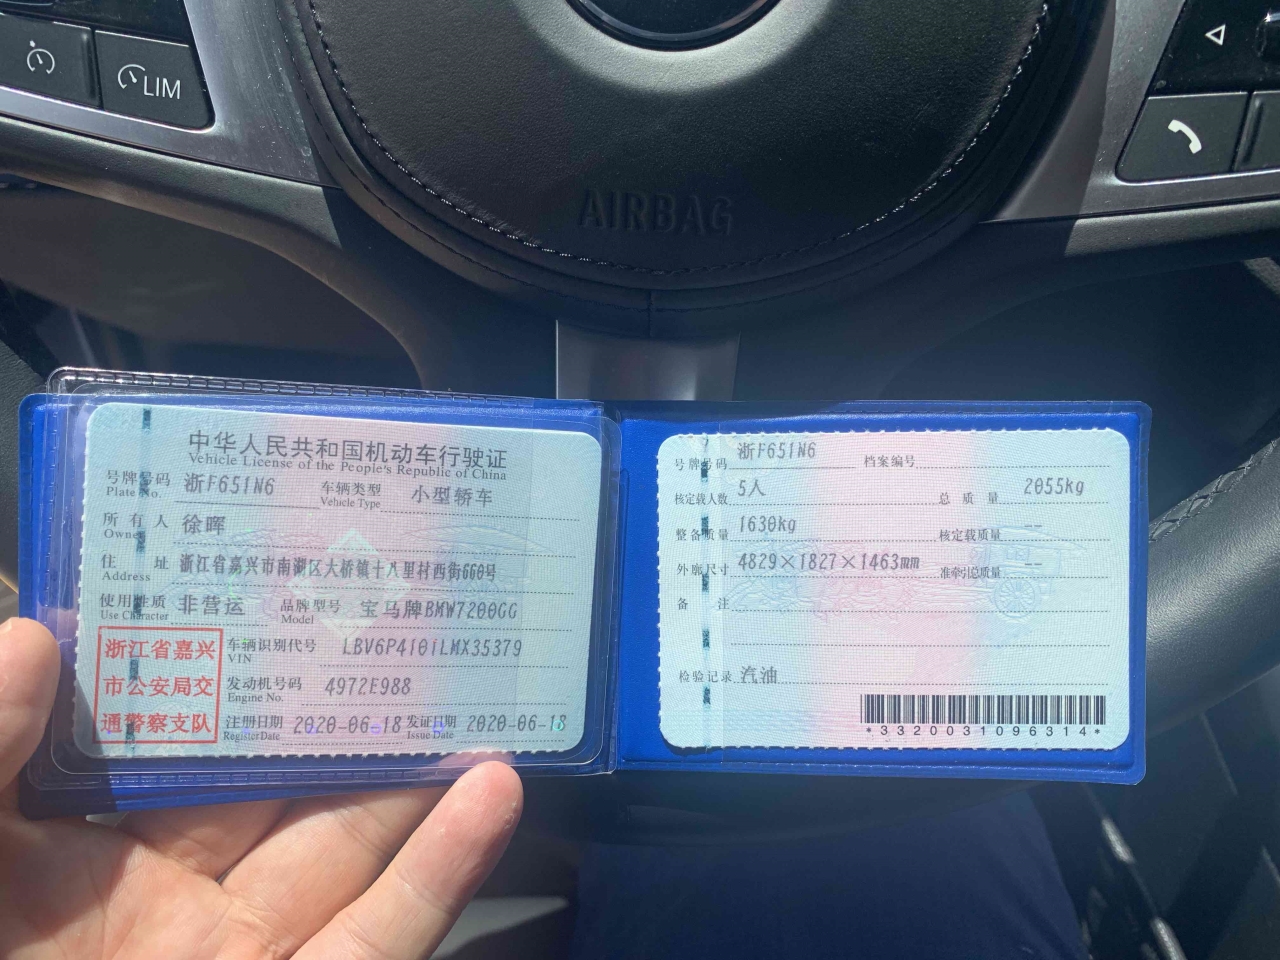 LIM
AIRBAG
中华人民共和国机动车行驶证
Vehicle License of the People's Republic of China
号牌号码 浙F651N6 车辆类型 小型轿车
Plate No. Vehicle Type
所有人 徐晖
Owner
住址 浙江省嘉兴市南湖区大桥镇十八里村西街660号
Address
使用性质 非营运 品牌型号 宝马牌BMW7200GG
Use Character Model
浙江省嘉兴
市公安局交
通警察支队
车辆识别代号 LBV6P4101LMX35379
VIN
发动机号码 4972E988
Engine No.
注册日期 2020-06-18 发证日期 2020-06-18
Register Date Issue Date
号牌号码 浙F651N6 档案编号
核定载人数 5人 总质量 2055kg
整备质量 1630kg 核定载质量 --
外廓尺寸 4829×1827×1463mm 准牵引总质量 --
备注
检验记录 汽油
*3320031096314*